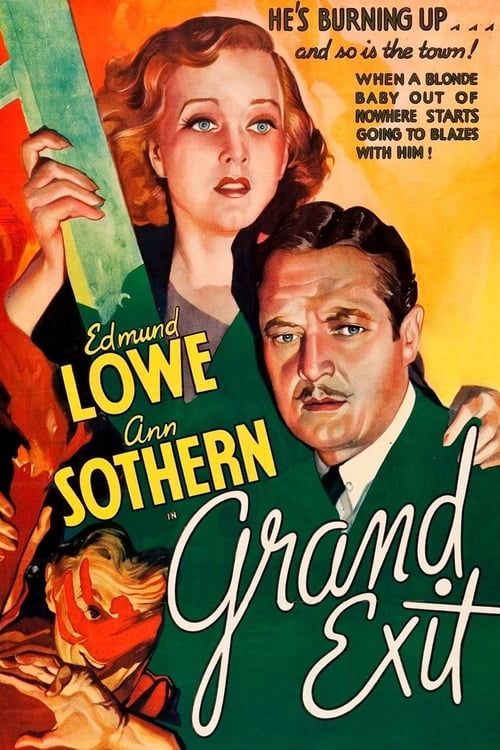 HE'S BURNING UP...
and so is the town!
WHEN A BLONDE
BABY OUT OF
NOWHERE STARTS
GOING TO BLAZES
WITH HIM!
Edmund
LOWE
Ann
SOTHERN
IN
Grand
Exit